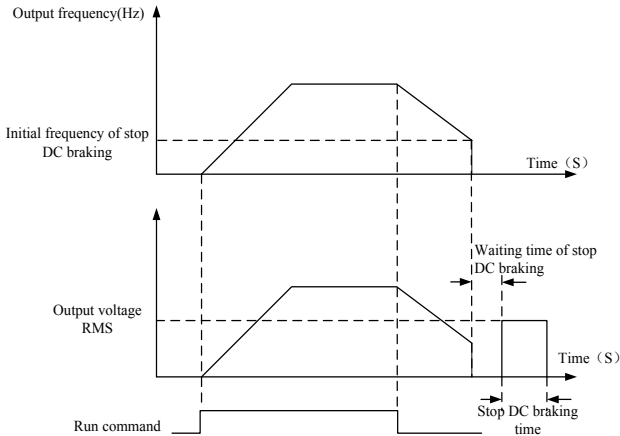 Output frequency(Hz)
Initial frequency of stop
DC braking
Time（S）
Waiting time of stop
DC braking
Output voltage
RMS
Time（S）
Stop DC braking
time
Run command